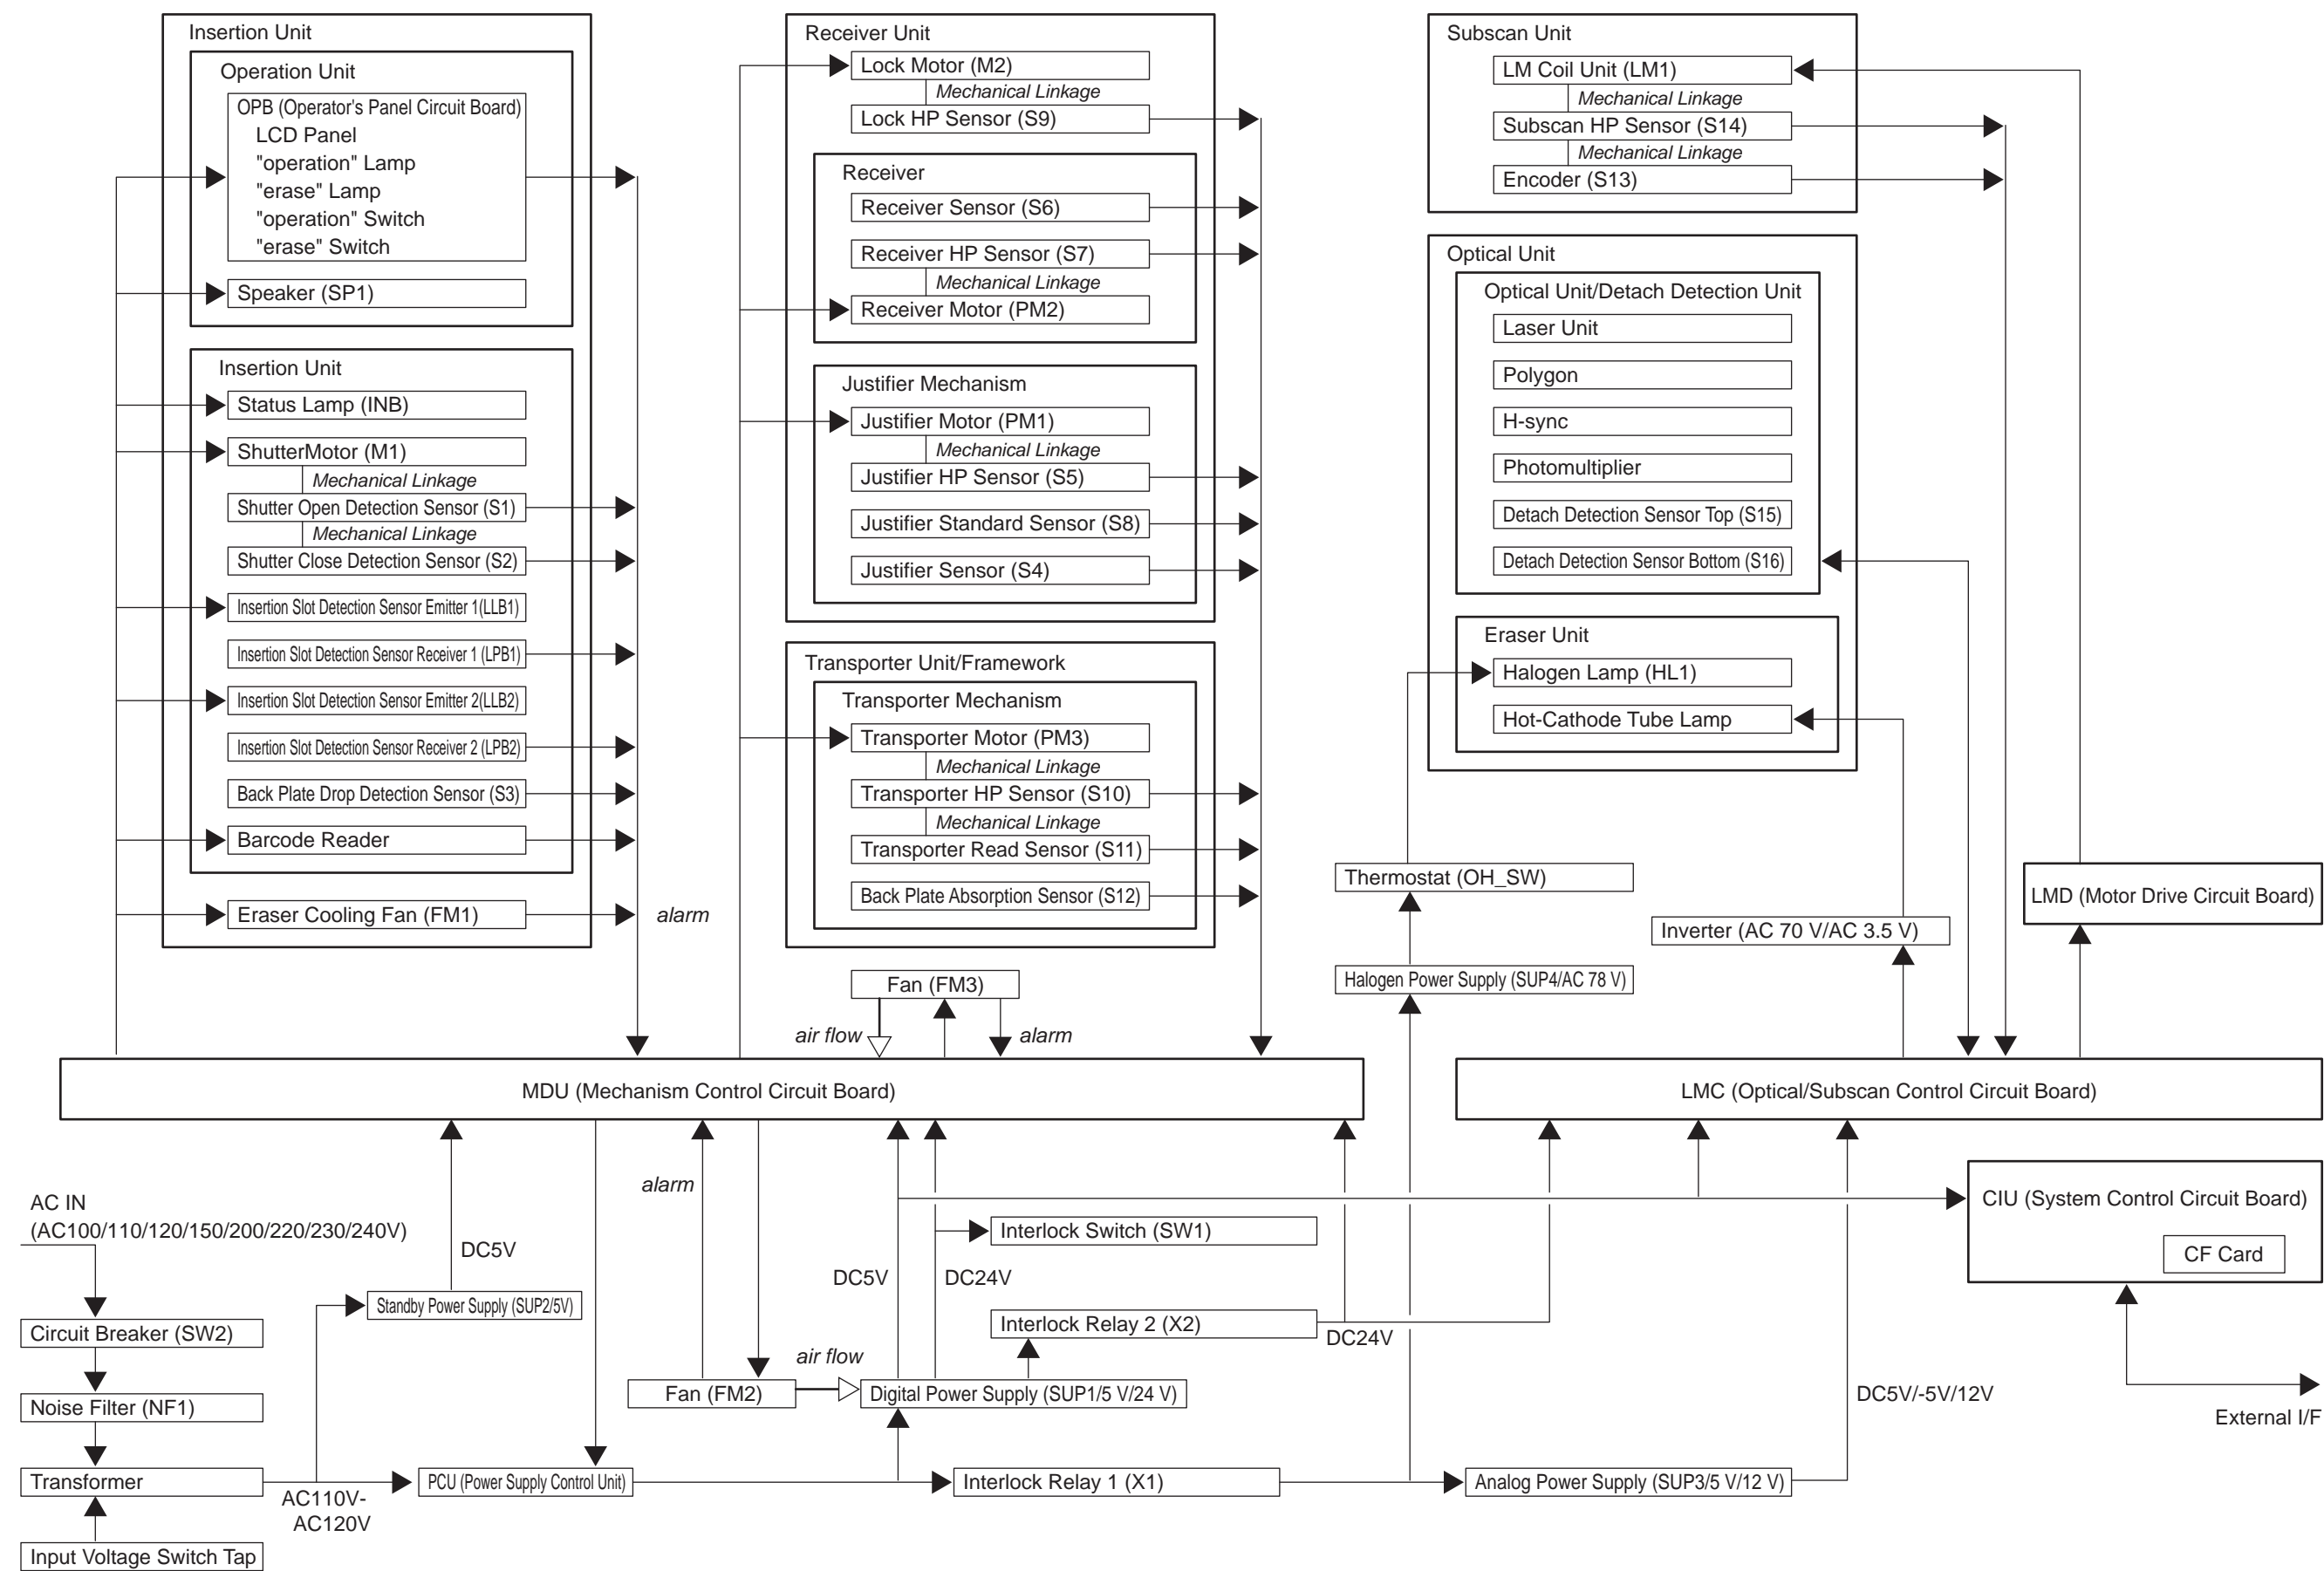 Insertion Unit
Operation Unit
OPB (Operator's Panel Circuit Board)
LCD Panel
"operation" Lamp
"erase" Lamp
"operation" Switch
"erase" Switch
Speaker (SP1)
Insertion Unit
Status Lamp (INB)
ShutterMotor (M1)
Mechanical Linkage
Shutter Open Detection Sensor (S1)
Mechanical Linkage
Shutter Close Detection Sensor (S2)
Insertion Slot Detection Sensor Emitter 1(LLB1)
Insertion Slot Detection Sensor Receiver 1 (LPB1)
Insertion Slot Detection Sensor Emitter 2(LLB2)
Insertion Slot Detection Sensor Receiver 2 (LPB2)
Back Plate Drop Detection Sensor (S3)
Barcode Reader
Eraser Cooling Fan (FM1)
alarm
Receiver Unit
Lock Motor (M2)
Mechanical Linkage
Lock HP Sensor (S9)
Receiver
Receiver Sensor (S6)
Receiver HP Sensor (S7)
Mechanical Linkage
Receiver Motor (PM2)
Justifier Mechanism
Justifier Motor (PM1)
Mechanical Linkage
Justifier HP Sensor (S5)
Justifier Standard Sensor (S8)
Justifier Sensor (S4)
Transporter Unit/Framework
Transporter Mechanism
Transporter Motor (PM3)
Mechanical Linkage
Transporter HP Sensor (S10)
Mechanical Linkage
Transporter Read Sensor (S11)
Back Plate Absorption Sensor (S12)
Fan (FM3)
air flow
alarm
Subscan Unit
LM Coil Unit (LM1)
Mechanical Linkage
Subscan HP Sensor (S14)
Mechanical Linkage
Encoder (S13)
Optical Unit
Optical Unit/Detach Detection Unit
Laser Unit
Polygon
H-sync
Photomultiplier
Detach Detection Sensor Top (S15)
Detach Detection Sensor Bottom (S16)
Eraser Unit
Halogen Lamp (HL1)
Hot-Cathode Tube Lamp
Thermostat (OH_SW)
LMD (Motor Drive Circuit Board)
Inverter (AC 70 V/AC 3.5 V)
Halogen Power Supply (SUP4/AC 78 V)
MDU (Mechanism Control Circuit Board)
LMC (Optical/Subscan Control Circuit Board)
AC IN
(AC100/110/120/150/200/220/230/240V)
DC5V
alarm
CIU (System Control Circuit Board)
CF Card
Interlock Switch (SW1)
DC5V
DC24V
Standby Power Supply (SUP2/5V)
Circuit Breaker (SW2)
Interlock Relay 2 (X2)
DC24V
air flow
Fan (FM2)
Digital Power Supply (SUP1/5 V/24 V)
DC5V/-5V/12V
Noise Filter (NF1)
External I/F
Transformer
AC110V-
AC120V
PCU (Power Supply Control Unit)
Interlock Relay 1 (X1)
Analog Power Supply (SUP3/5 V/12 V)
Input Voltage Switch Tap